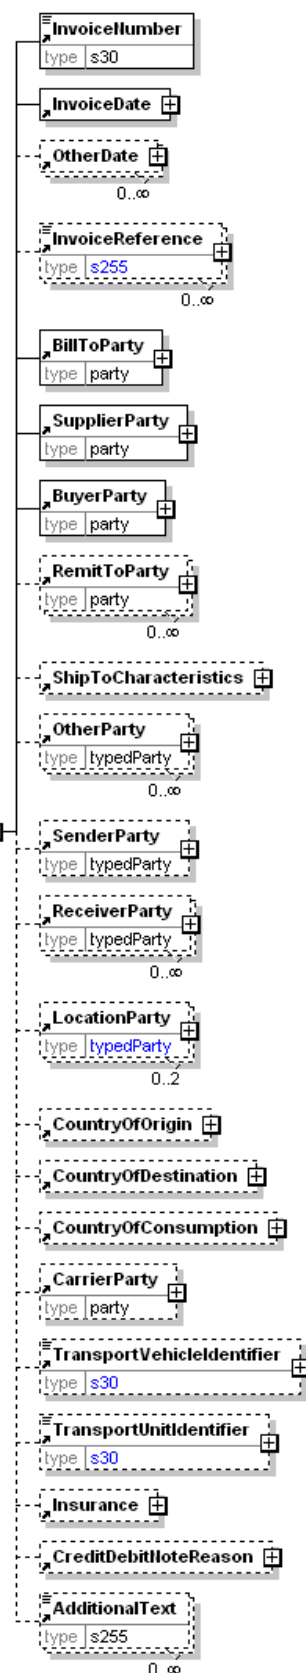 InvoiceNumber
type s30
InvoiceDate
OtherDate
0..∞
InvoiceReference
type s255
0..∞
BillToParty
type party
SupplierParty
type party
BuyerParty
type party
RemitToParty
type party
0..∞
ShipToCharacteristics
OtherParty
type typedParty
0..∞
SenderParty
type typedParty
ReceiverParty
type typedParty
0..∞
LocationParty
type typedParty
0..2
CountryOfOrigin
CountryOfDestination
CountryOfConsumption
CarrierParty
type party
TransportVehicleIdentifier
type s30
TransportUnitIdentifier
type s30
Insurance
CreditDebitNoteReason
AdditionalText
type s255
0..∞